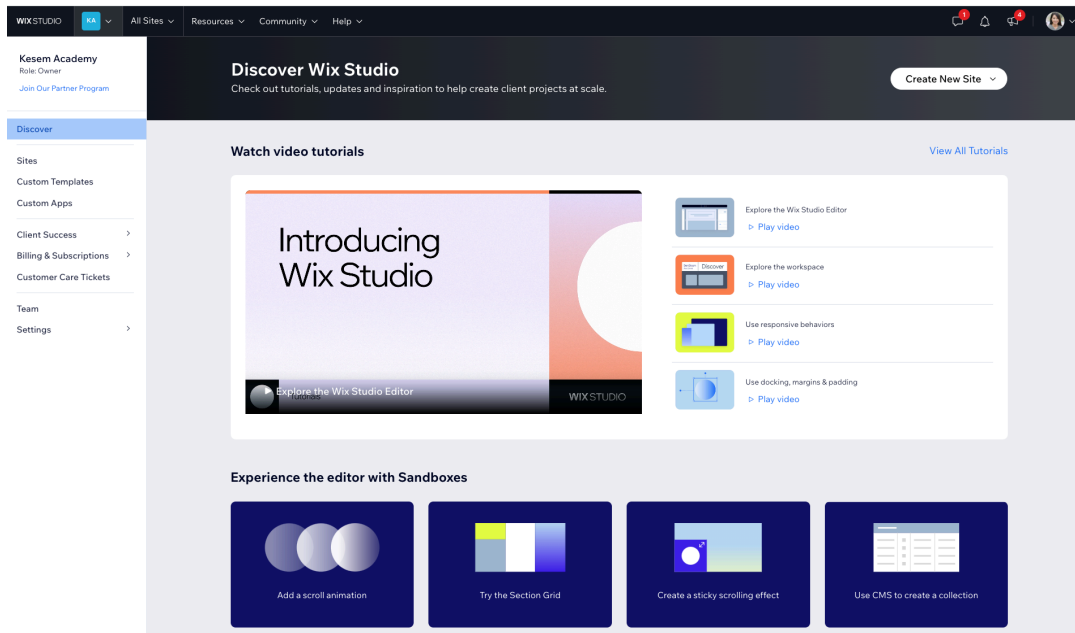 WIX STUDIO
KA
All Sites
Resources
Community
Help
1
4
Kesem Academy
Role: Owner
Join Our Partner Program
Discover
Sites
Custom Templates
Custom Apps
Client Success
Billing & Subscriptions
Customer Care Tickets
Team
Settings
Discover Wix Studio
Check out tutorials, updates and inspiration to help create client projects at scale.
Create New Site
Watch video tutorials
View All Tutorials
Introducing
Wix Studio
Explore the Wix Studio Editor
Tutorials
WIX STUDIO
Explore the Wix Studio Editor
Play video
Discover
Explore the workspace
Play video
Use responsive behaviors
Play video
Use docking, margins & padding
Play video
Experience the editor with Sandboxes
Add a scroll animation
Try the Section Grid
Create a sticky scrolling effect
Use CMS to create a collection